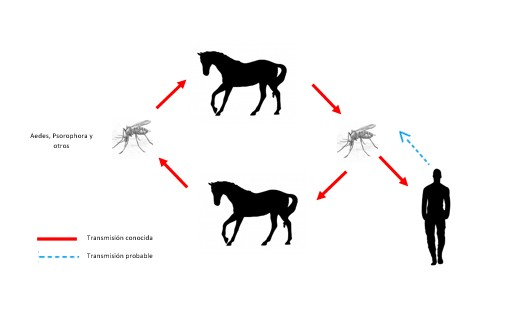 Aedes, Psorophora y
otros
Transmisión conocida
Transmisión probable